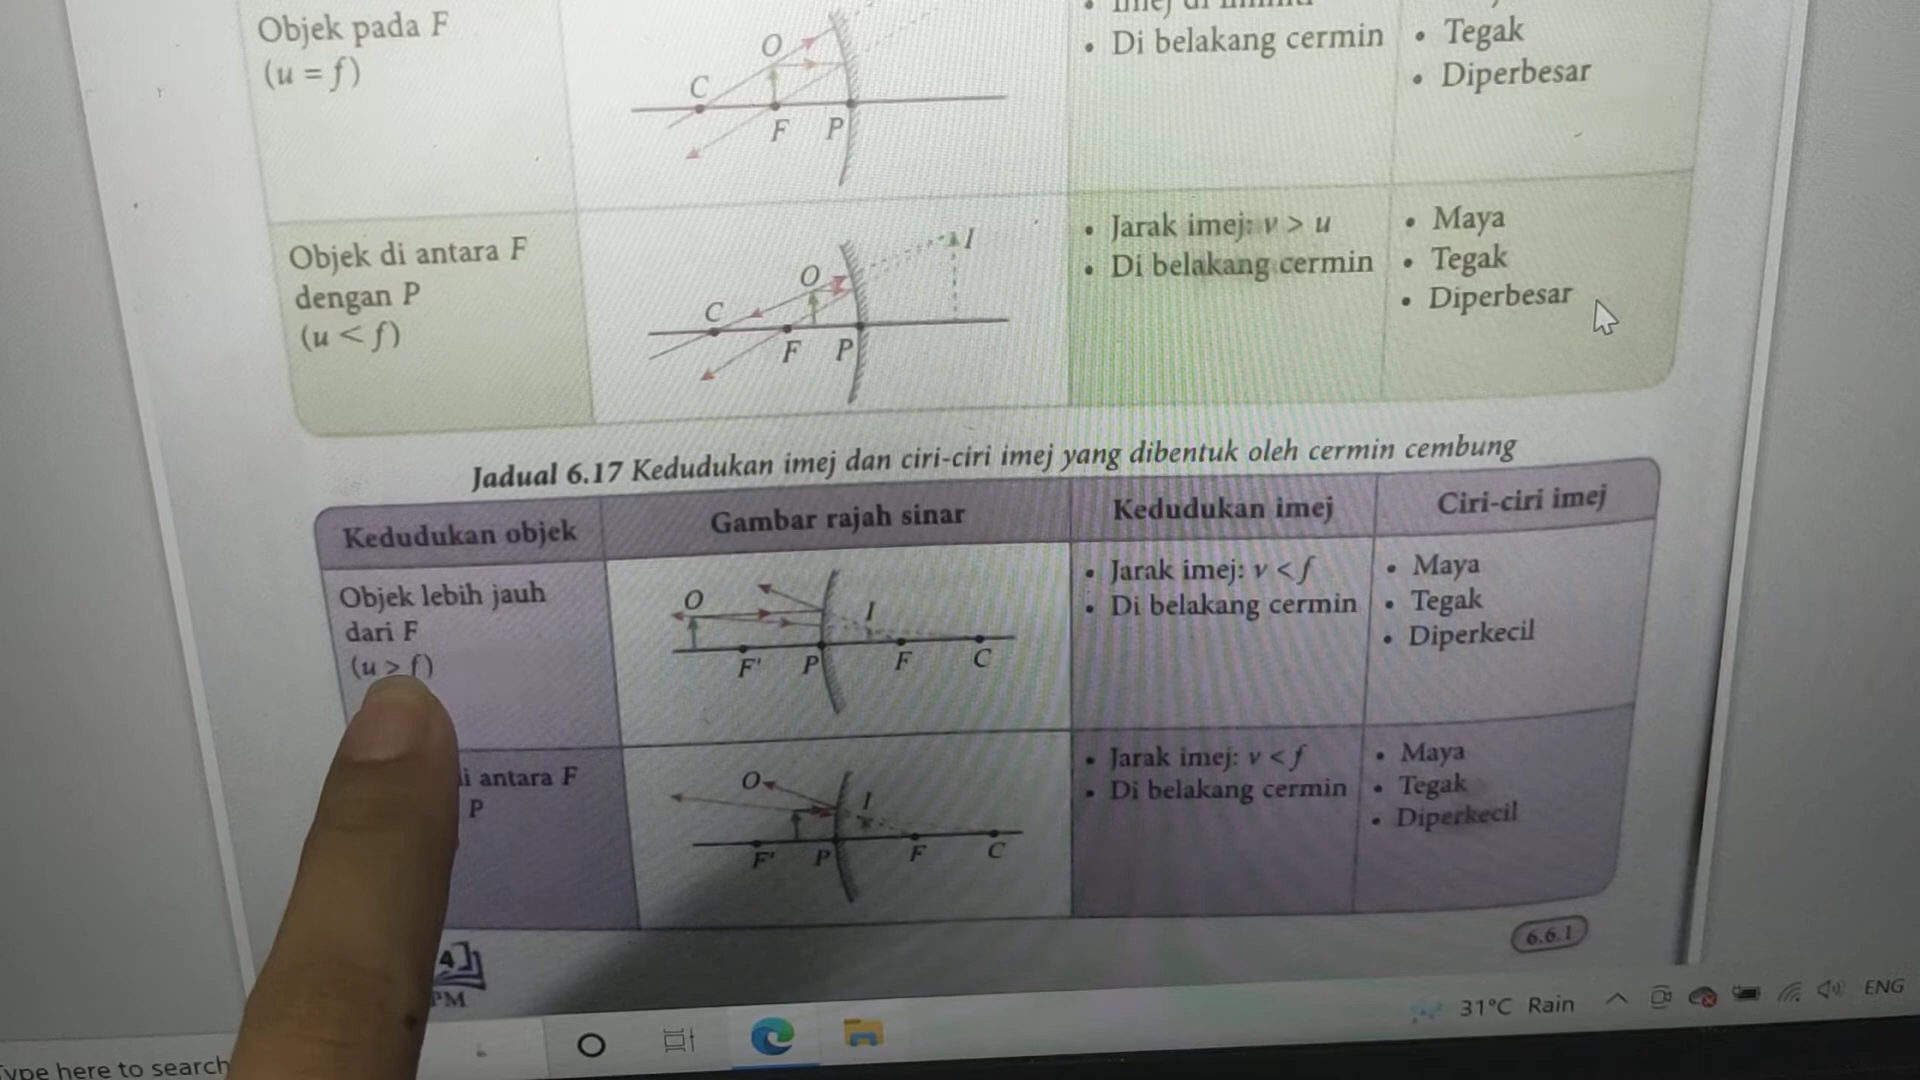 Objek pada F
(u = f)
O
C
F
P
• Di belakang cermin
• Tegak
• Diperbesar
Objek di antara F
dengan P
(u < f)
O
I
C
F
P
• Jarak imej: v > u
• Di belakang cermin
• Maya
• Tegak
• Diperbesar
Jadual 6.17 Kedudukan imej dan ciri-ciri imej yang dibentuk oleh cermin cembung
Kedudukan objek
Gambar rajah sinar
Kedudukan imej
Ciri-ciri imej
Objek lebih jauh
dari F
(u > f)
O
I
F'
P
F
C
• Jarak imej: v < f
• Di belakang cermin
• Maya
• Tegak
• Diperkecil
antara F
P
O
I
F'
P
F
C
• Jarak imej: v < f
• Di belakang cermin
• Maya
• Tegak
• Diperkecil
6.6.1
4
PM
31°C Rain
ENG
Type here to search